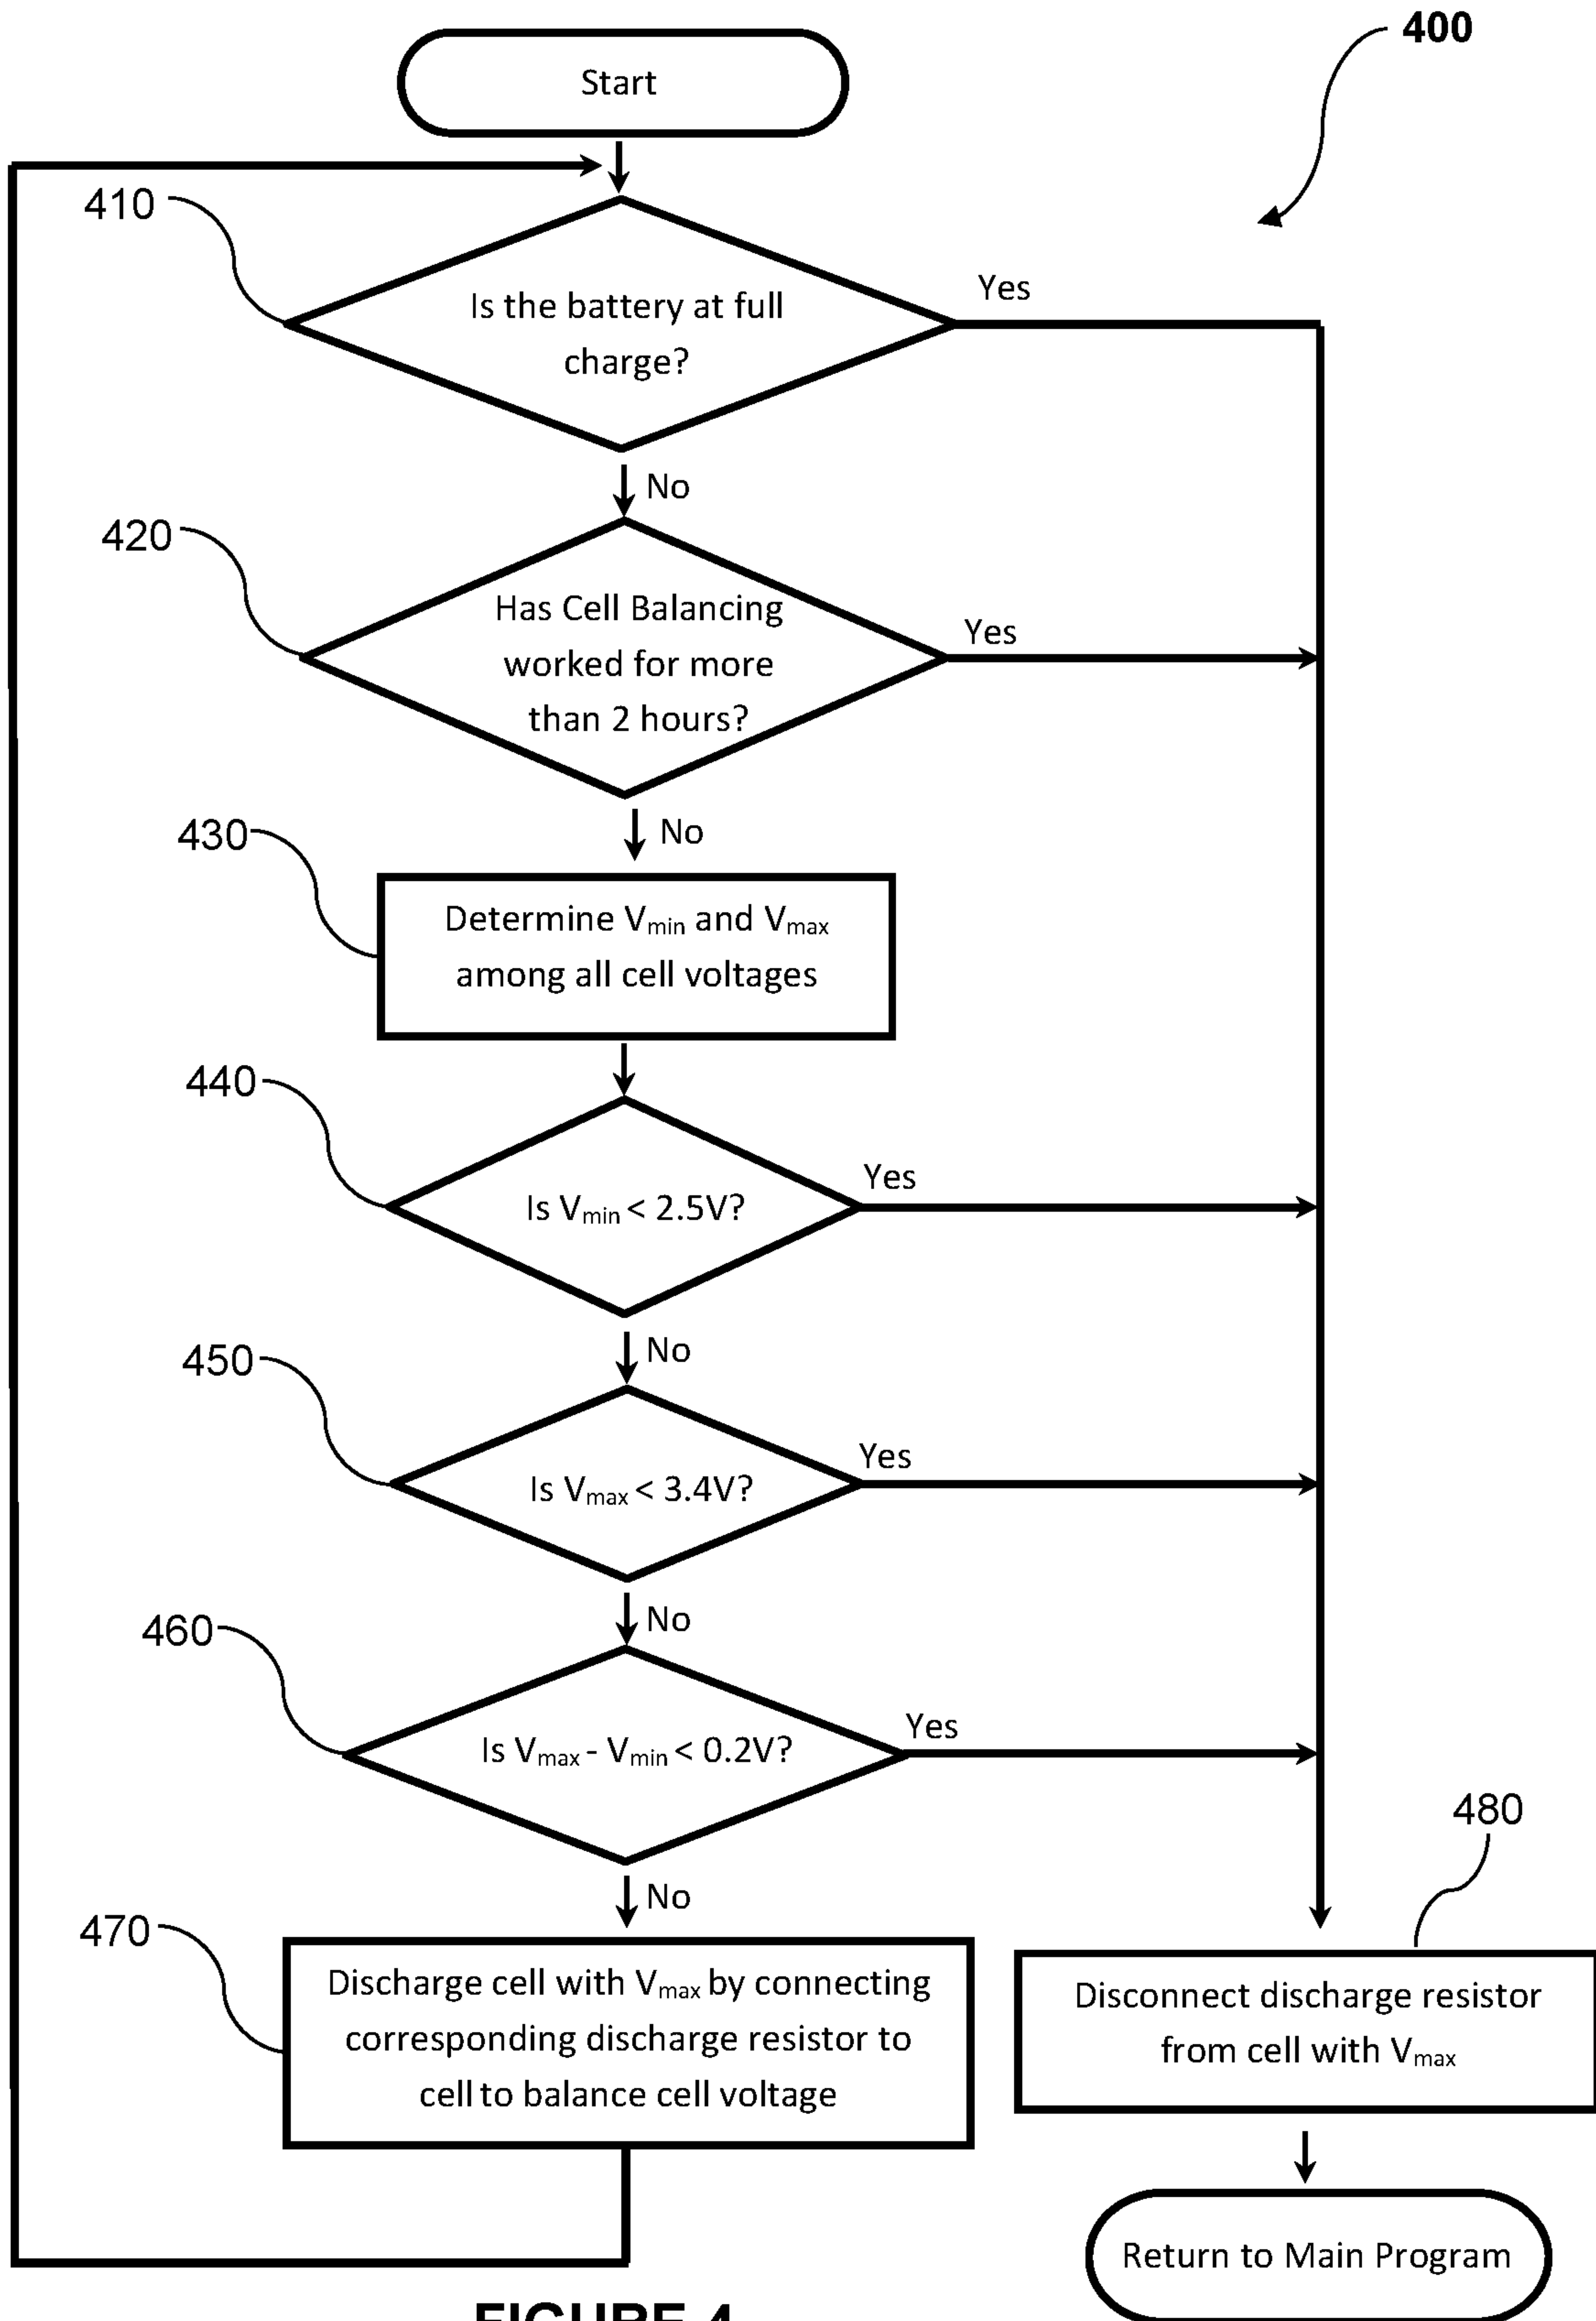 400
Start
410
Is the battery at full
charge?
Yes
No
420
Has Cell Balancing
worked for more
than 2 hours?
Yes
No
430
Determine Vmin and Vmax
among all cell voltages
440
Is Vmin < 2.5V?
Yes
No
450
Is Vmax < 3.4V?
Yes
No
460
Is Vmax - Vmin < 0.2V?
Yes
No
470
Discharge cell with Vmax by connecting
corresponding discharge resistor to
cell to balance cell voltage
480
Disconnect discharge resistor
from cell with Vmax
Return to Main Program
FIGURE 4